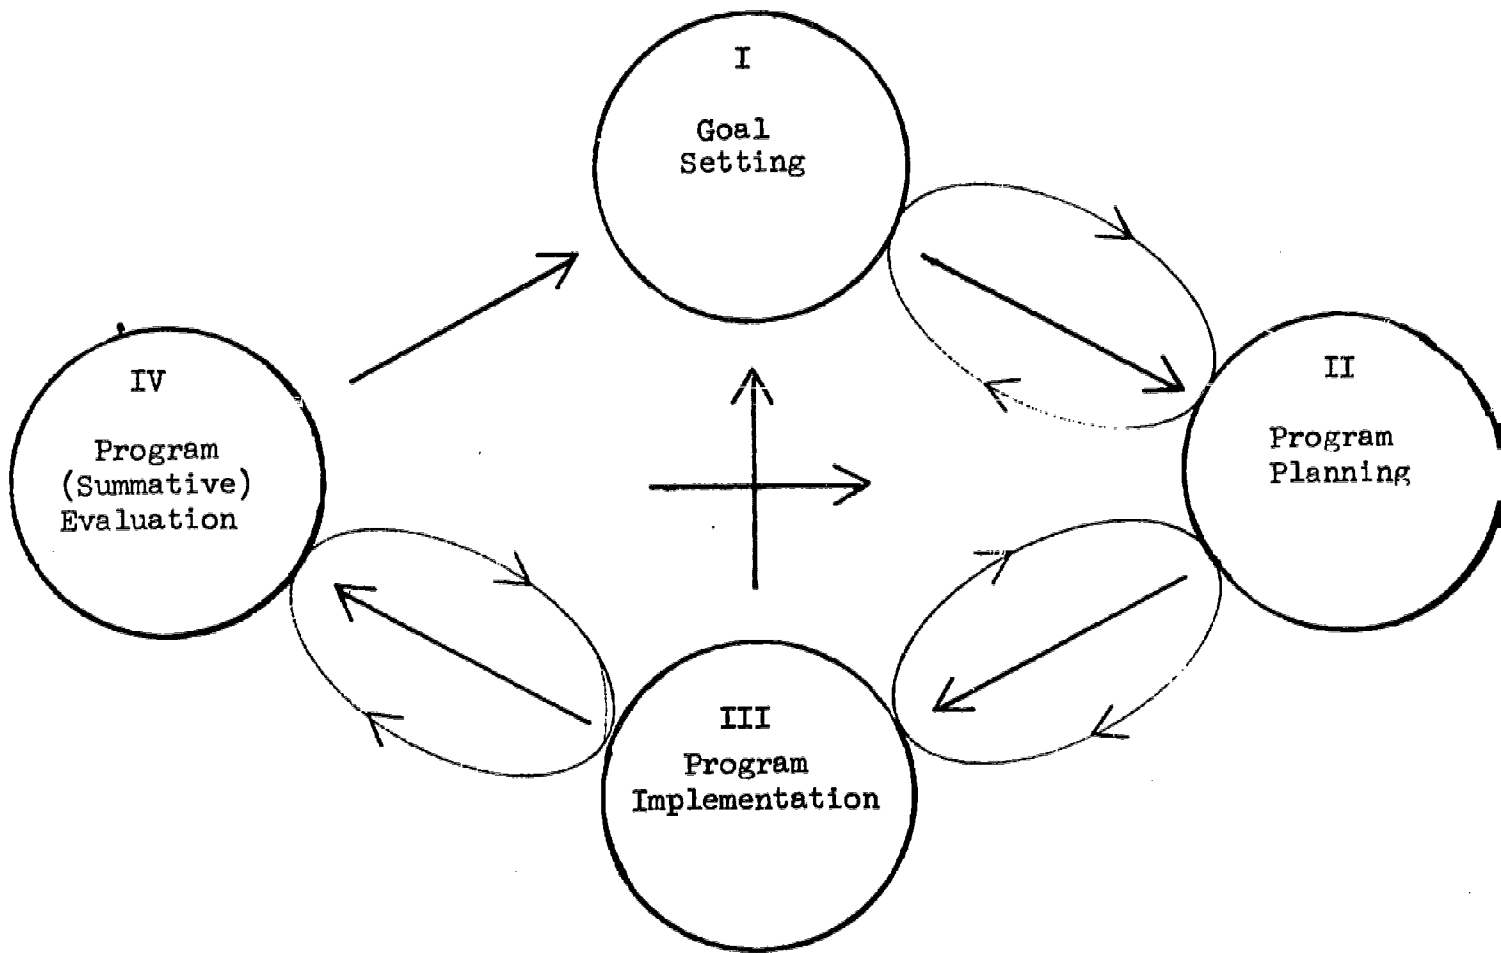 I
Goal
Setting
II
Program
Planning
III
Program
Implementation
IV
Program
(Summative)
Evaluation